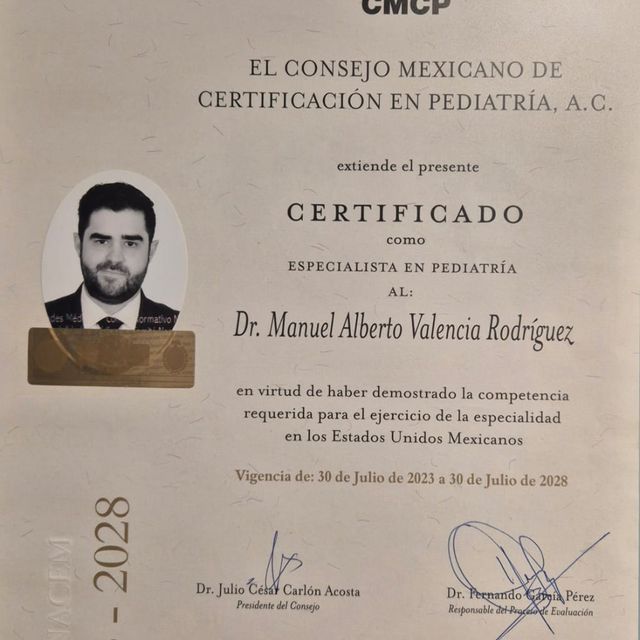 CMCP
EL CONSEJO MEXICANO DE
CERTIFICACIÓN EN PEDIATRÍA, A.C.
extiende el presente
CERTIFICADO
como
ESPECIALISTA EN PEDIATRÍA
AL:
Dr. Manuel Alberto Valencia Rodríguez
en virtud de haber demostrado la competencia
requerida para el ejercicio de la especialidad
en los Estados Unidos Mexicanos
Vigencia de: 30 de Julio de 2023 a 30 de Julio de 2028
Dr. Julio César Carlón Acosta
Presidente del Consejo
Dr. Fernando García Pérez
Responsable del Proceso de Evaluación
- 2028